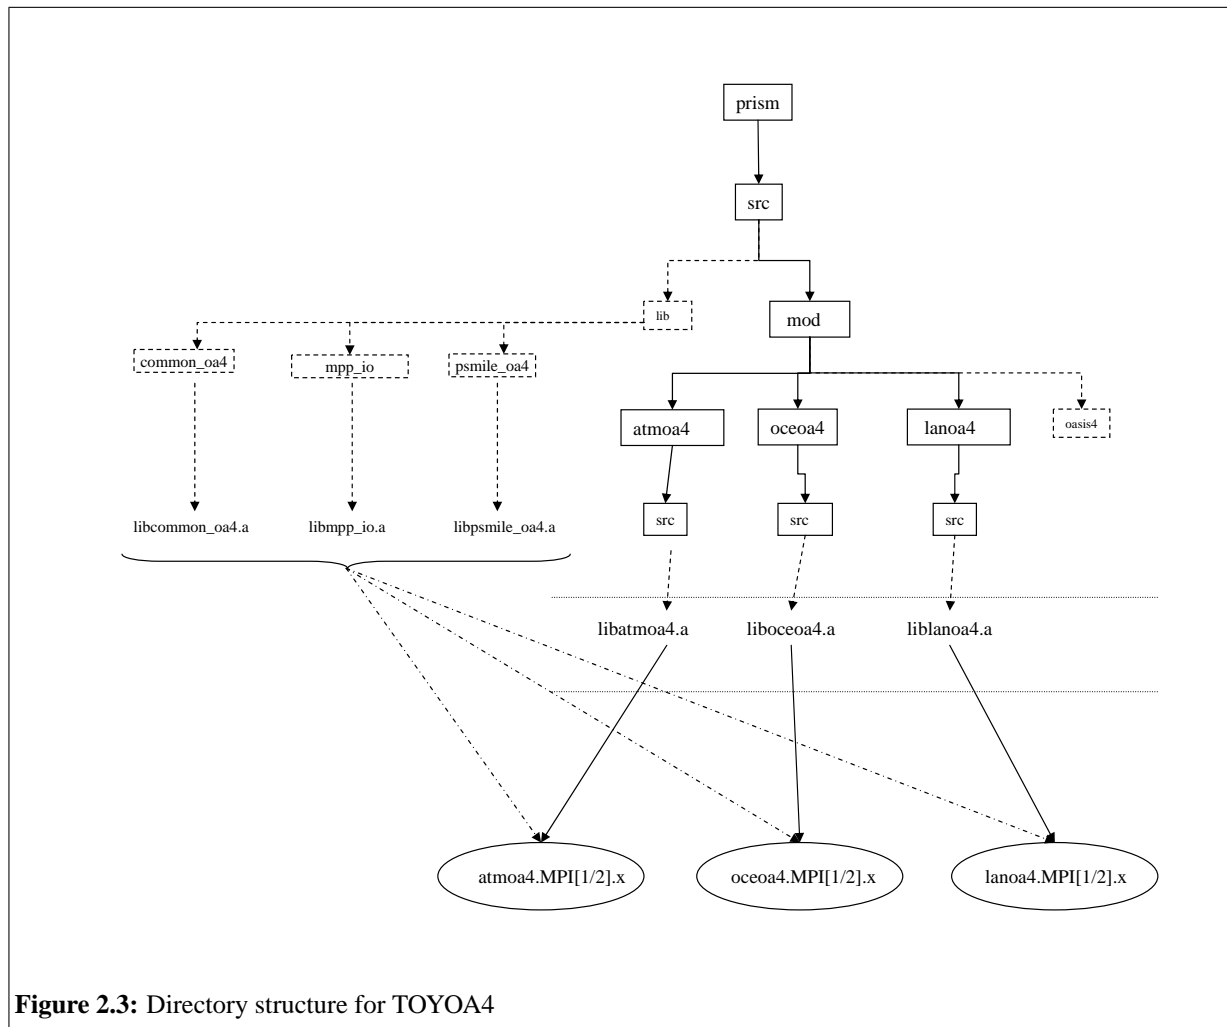 prism
src
lib
mod
common_oa4
mpp_io
psmile_oa4
atmoa4
oceoa4
lanoa4
oasis4
libcommon_oa4.a
libmpp_io.a
libpsmile_oa4.a
src
src
src
libatmoa4.a
liboceoa4.a
liblanoa4.a
atmoa4.MPI[1/2].x
oceoa4.MPI[1/2].x
lanoa4.MPI[1/2].x
Figure 2.3: Directory structure for TOYOA4